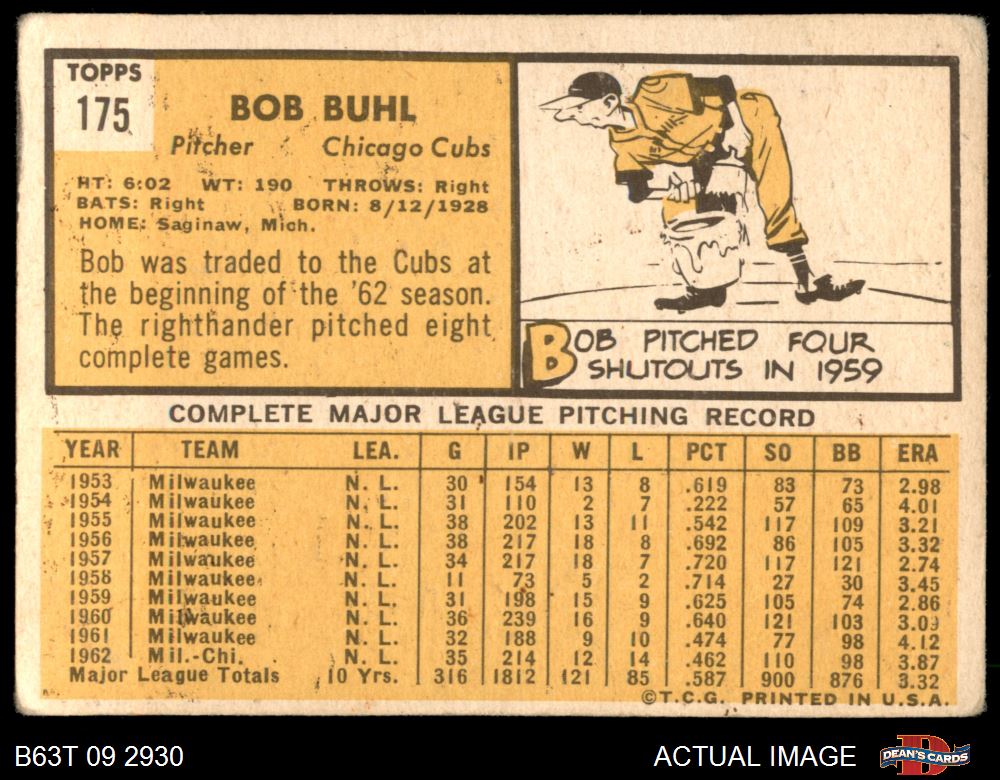 TOPPS
175
BOB BUHL
Pitcher Chicago Cubs
HT: 6:02 WT: 190 THROWS: Right
BATS: Right BORN: 8/12/1928
HOME: Saginaw, Mich.
Bob was traded to the Cubs at
the beginning of the '62 season.
The righthander pitched eight
complete games.
BOB PITCHED FOUR
SHUTOUTS IN 1959
COMPLETE MAJOR LEAGUE PITCHING RECORD
YEAR TEAM LEA. G IP W L PCT SO BB ERA
1953 Milwaukee N. L. 30 154 13 8 .619 83 73 2.98
1954 Milwaukee N. L. 31 110 2 7 .222 57 65 4.01
1955 Milwaukee N. L. 38 202 13 11 .542 117 109 3.21
1956 Milwaukee N. L. 38 217 18 8 .692 86 105 3.32
1957 Milwaukee N. L. 34 217 18 7 .720 117 121 2.74
1958 Milwaukee N. L. 11 73 5 2 .714 27 30 3.45
1959 Milwaukee N. L. 31 198 15 9 .625 105 74 2.86
1960 Milwaukee N. L. 36 239 16 9 .640 121 103 3.09
1961 Milwaukee N. L. 32 188 9 10 .474 77 98 4.12
1962 Mil.-Chi. N. L. 35 214 12 14 .462 110 98 3.87
Major League Totals 10 Yrs. 316 1812 121 85 .587 900 876 3.32
©T.C.G. PRINTED IN U.S.A.
B63T 09 2930 ACTUAL IMAGE DEAN'S CARDS